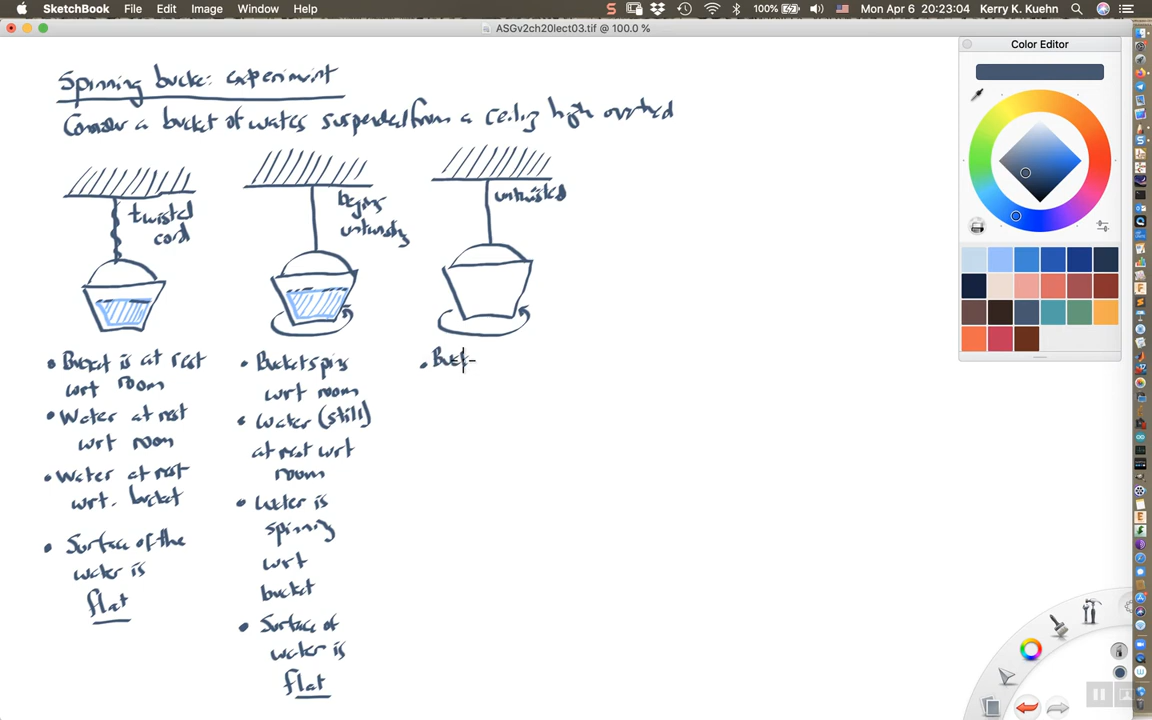 SketchBook File Edit Image Window Help
100% Mon Apr 6 20:23:04 Kerry K. Kuehn
ASGv2ch20lect03.tif @ 100.0 %
Color Editor
Spinning bucket experiment
Consider a bucket of water suspended from a ceiling high overhead
twisted
cord
begins
untwisting
untwisted
• Bucket is at rest
wrt room
• Water at rest
wrt room
• Water at rest
wrt. bucket
• Surface of the
water is
flat
• Bucket spins
wrt room
• Water (still)
at rest wrt
room
• Water is
spinning
wrt
bucket
• Surface of
water is
flat
• Buck